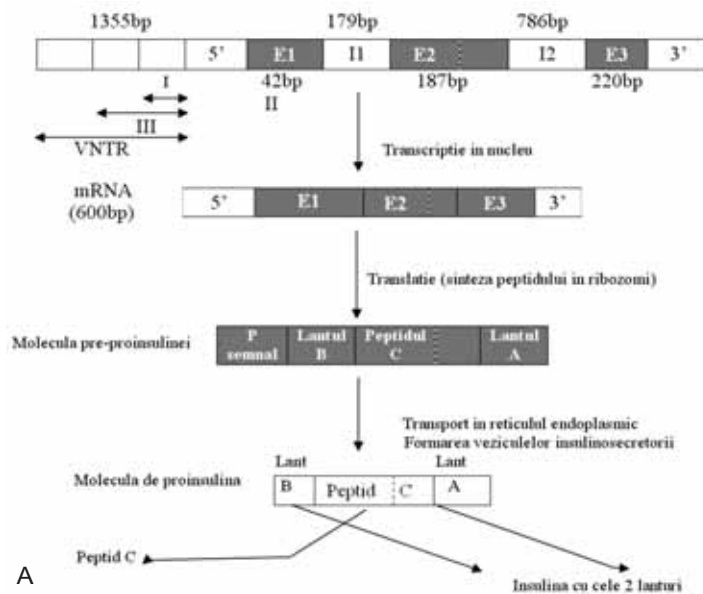 1355bp 179bp 786bp
5' E1 I1 E2 I2 E3 3'
I 42bp 187bp 220bp
II
III
VNTR
Transcriptie in nucleu
mRNA
(600bp)
5' E1 E2 E3 3'
Translatie (sinteza peptidului in ribozomi)
Molecula pre-proinsulinei
P semnal
Lantul B
Peptidul C
Lantul A
Transport in reticulul endoplasmic
Formarea veziculelor insulinosecretorii
Lant Lant
Molecula de proinsulina
B Peptid C A
Peptid C
A
Insulina cu cele 2 lanturi